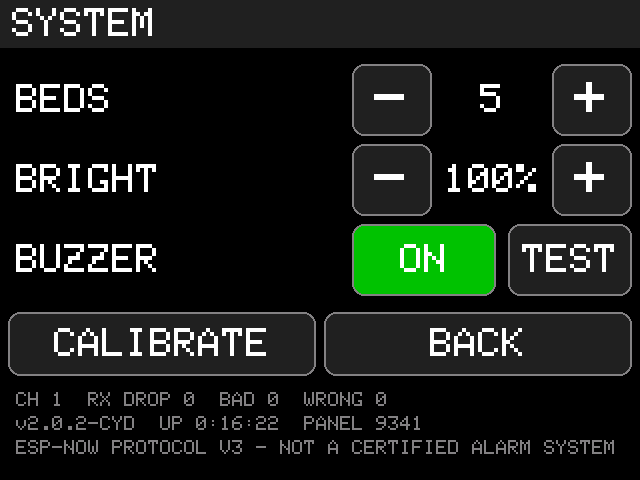 SYSTEM
BEDS − 5 +
BRIGHT − 100% +
BUZZER ON TEST
CALIBRATE BACK
CH 1 RX DROP 0 BAD 0 WRONG 0
v2.0.2-CYD UP 0:16:22 PANEL 9341
ESP-NOW PROTOCOL V3 - NOT A CERTIFIED ALARM SYSTEM